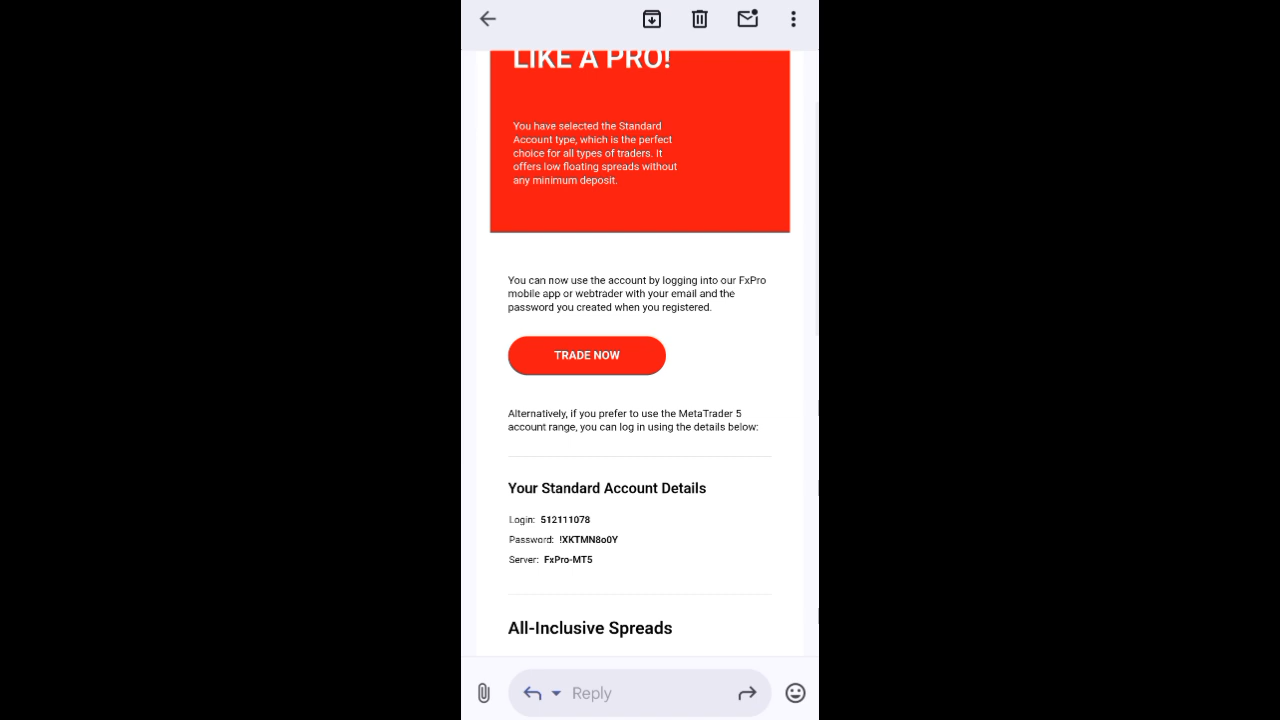 LIKE A PRO!
You have selected the Standard
Account type, which is the perfect
choice for all types of traders. It
offers low floating spreads without
any minimum deposit.
You can now use the account by logging into our FxPro
mobile app or webtrader with your email and the
password you created when you registered.
TRADE NOW
Alternatively, if you prefer to use the MetaTrader 5
account range, you can log in using the details below:
Your Standard Account Details
Login: 512111078
Password: !XKTMN8o0Y
Server: FxPro-MT5
All-Inclusive Spreads
Reply